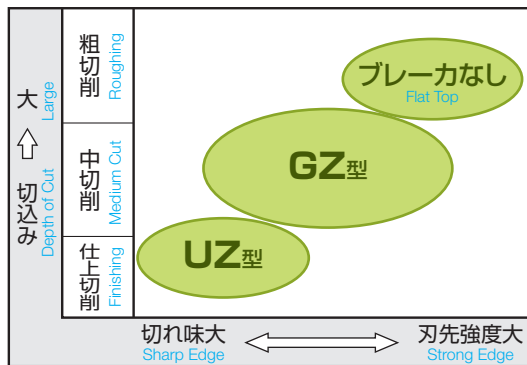 大
Large
切込み
Depth of Cut
粗切削
Roughing
中切削
Medium Cut
仕上切削
Finishing
ブレーカなし
Flat Top
GZ型
UZ型
切れ味大
Sharp Edge
刃先強度大
Strong Edge